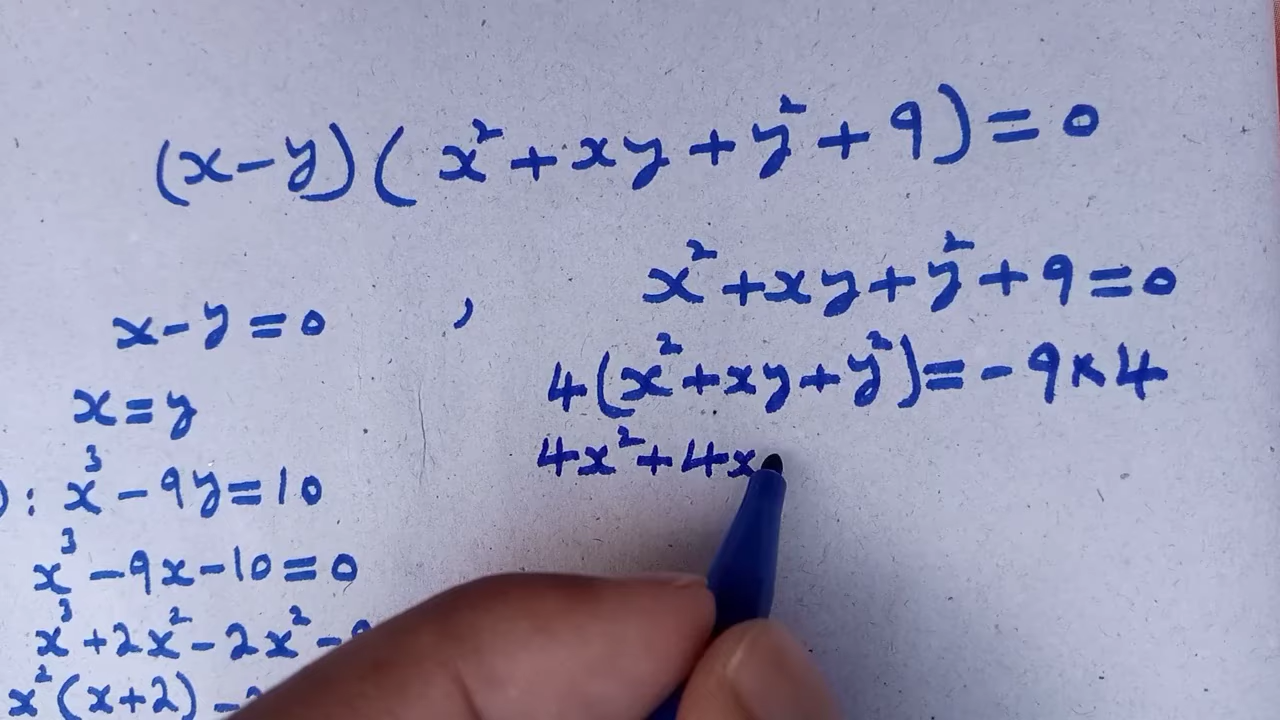 (x-y)(x²+xy+y²+9)=0
x-y=0 , x²+xy+y²+9=0
x=y
4(x²+xy+y²)=-9×4
4x²+4x
): x³-9y=10
x³-9x-10=0
x³+2x²-2x²-
x²(x+2)-